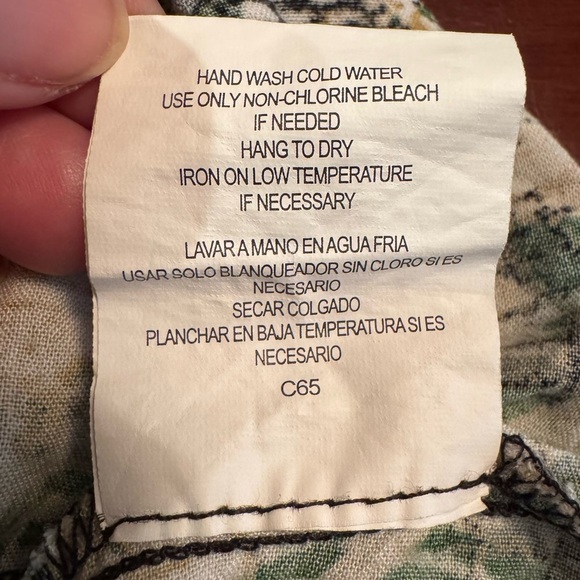 HAND WASH COLD WATER
USE ONLY NON-CHLORINE BLEACH
IF NEEDED
HANG TO DRY
IRON ON LOW TEMPERATURE
IF NECESSARY
LAVAR A MANO EN AGUA FRIA
USAR SOLO BLANQUEADOR SIN CLORO SI ES
NECESARIO
SECAR COLGADO
PLANCHAR EN BAJA TEMPERATURA SI ES
NECESARIO
C65